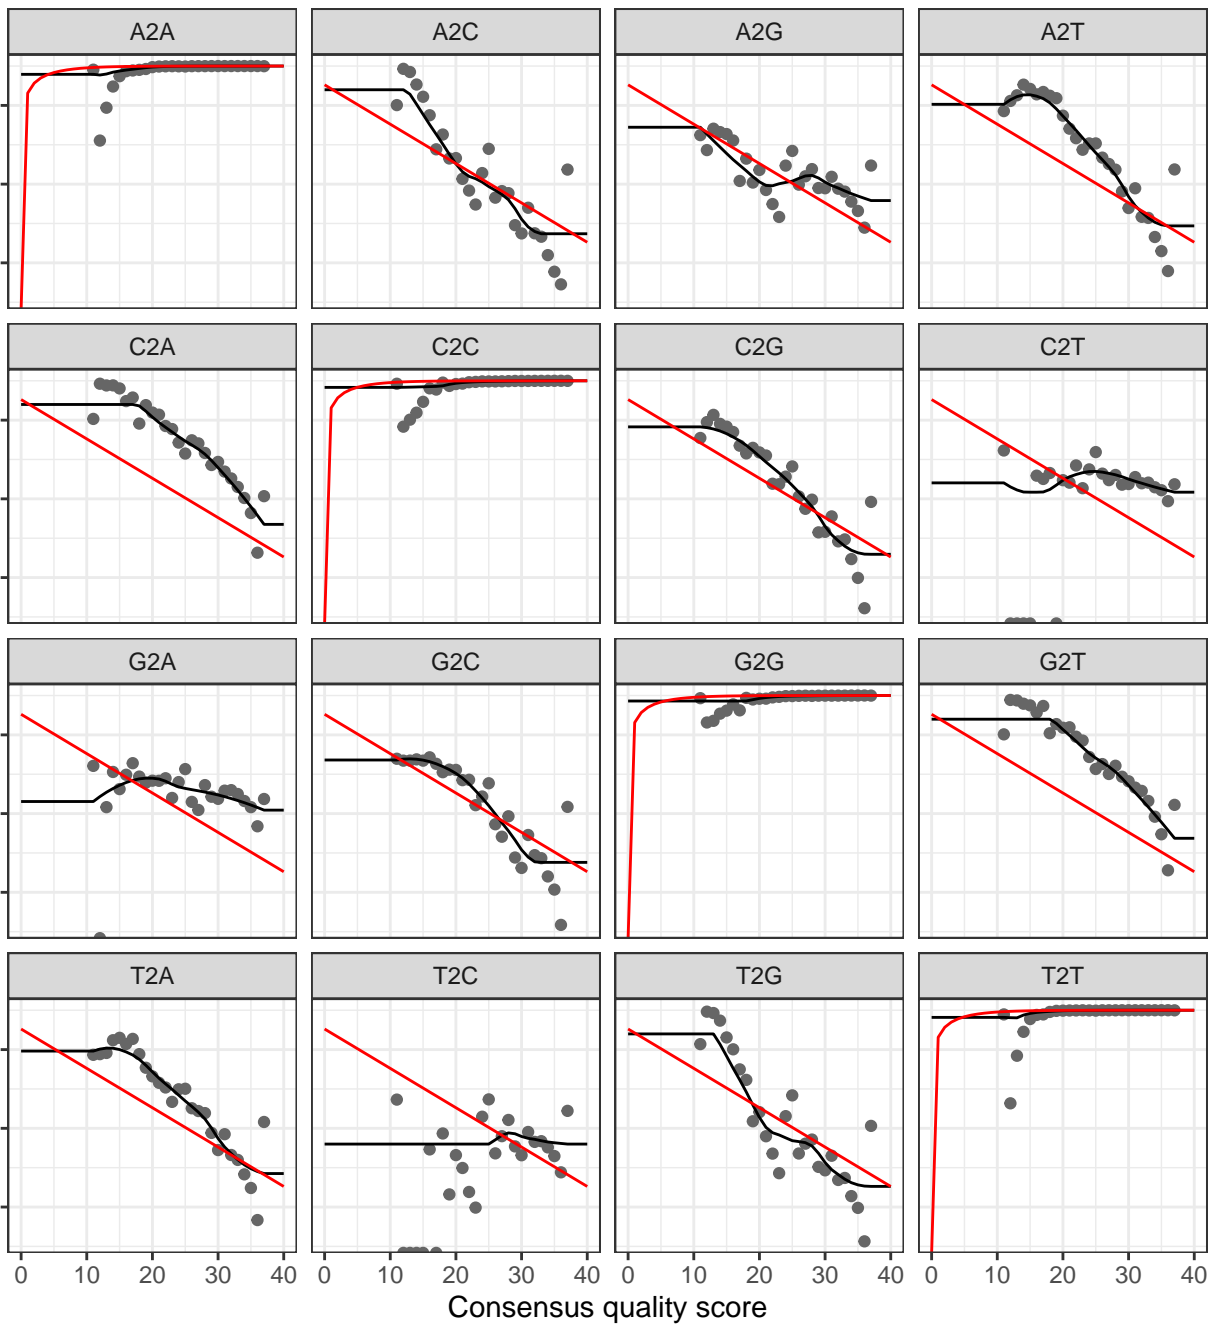 A2A A2C A2G A2T
C2A C2C C2G C2T
G2A G2C G2G G2T
T2A T2C T2G T2T
0 10 20 30 40 0 10 20 30 40 0 10 20 30 40 0 10 20 30 40
Consensus quality score